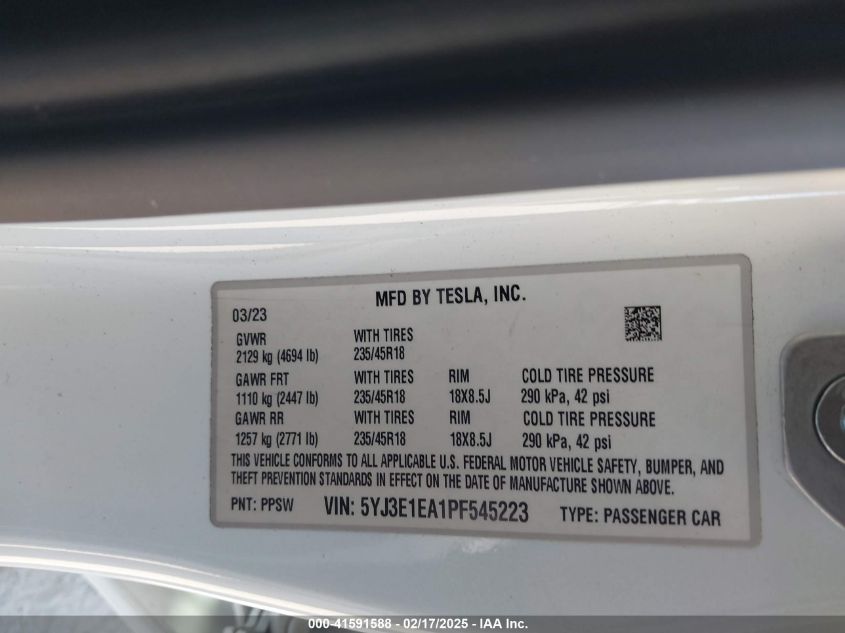 MFD BY TESLA, INC.
03/23
GVWR WITH TIRES
2129 kg (4694 lb) 235/45R18
GAWR FRT WITH TIRES RIM COLD TIRE PRESSURE
1110 kg (2447 lb) 235/45R18 18X8.5J 290 kPa, 42 psi
GAWR RR WITH TIRES RIM COLD TIRE PRESSURE
1257 kg (2771 lb) 235/45R18 18X8.5J 290 kPa, 42 psi
THIS VEHICLE CONFORMS TO ALL APPLICABLE U.S. FEDERAL MOTOR VEHICLE SAFETY, BUMPER, AND
THEFT PREVENTION STANDARDS IN EFFECT ON THE DATE OF MANUFACTURE SHOWN ABOVE.
PNT: PPSW VIN: 5YJ3E1EA1PF545223 TYPE: PASSENGER CAR
000-41591588 - 02/17/2025 - IAA Inc.